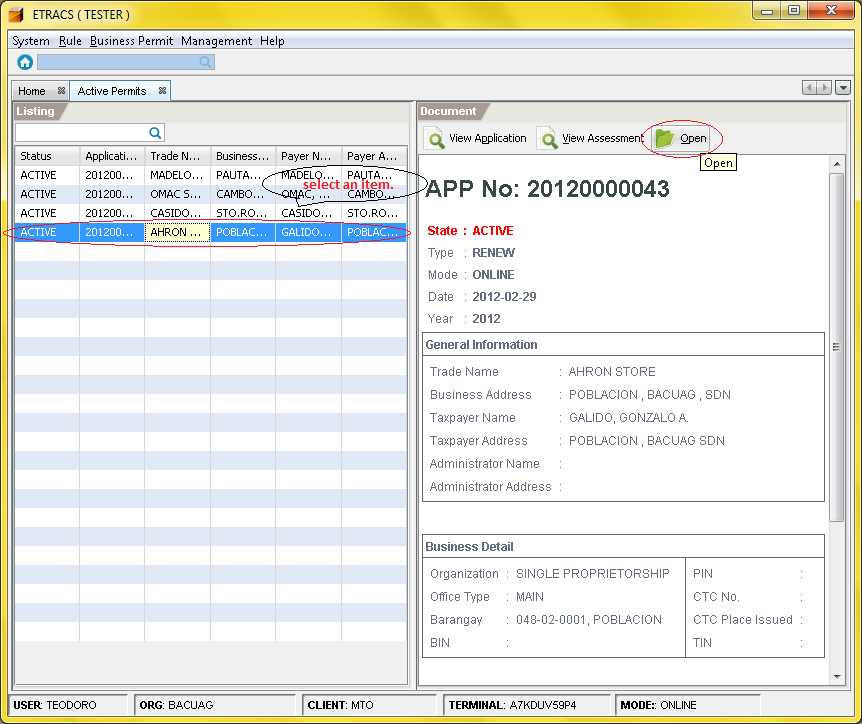 ETRACS ( TESTER )
System Rule Business Permit Management Help
Home Active Permits
Listing
Status Applicati... Trade N... Business... Payer N... Payer A...
ACTIVE 201200... MADELO... PAUTA... MADELO... PAUTA...
ACTIVE 201200... OMAC S... CAMBO... OMAC, ... CAMBO...
ACTIVE 201200... CASIDO... STO.RO... CASIDO... STO.RO...
ACTIVE 201200... AHRON ... POBLAC... GALIDO... POBLAC...
select an item.
Document
View Application View Assessment Open
Open
APP No: 20120000043
State : ACTIVE
Type : RENEW
Mode : ONLINE
Date : 2012-02-29
Year : 2012
General Information
Trade Name : AHRON STORE
Business Address : POBLACION , BACUAG , SDN
Taxpayer Name : GALIDO, GONZALO A.
Taxpayer Address : POBLACION , BACUAG SDN
Administrator Name :
Administrator Address :
Business Detail
Organization : SINGLE PROPRIETORSHIP PIN :
Office Type : MAIN CTC No. :
Barangay : 048-02-0001, POBLACION CTC Place Issued :
BIN : TIN :
USER: TEODORO ORG: BACUAG CLIENT: MTO TERMINAL: A7KDUV59P4 MODE: ONLINE